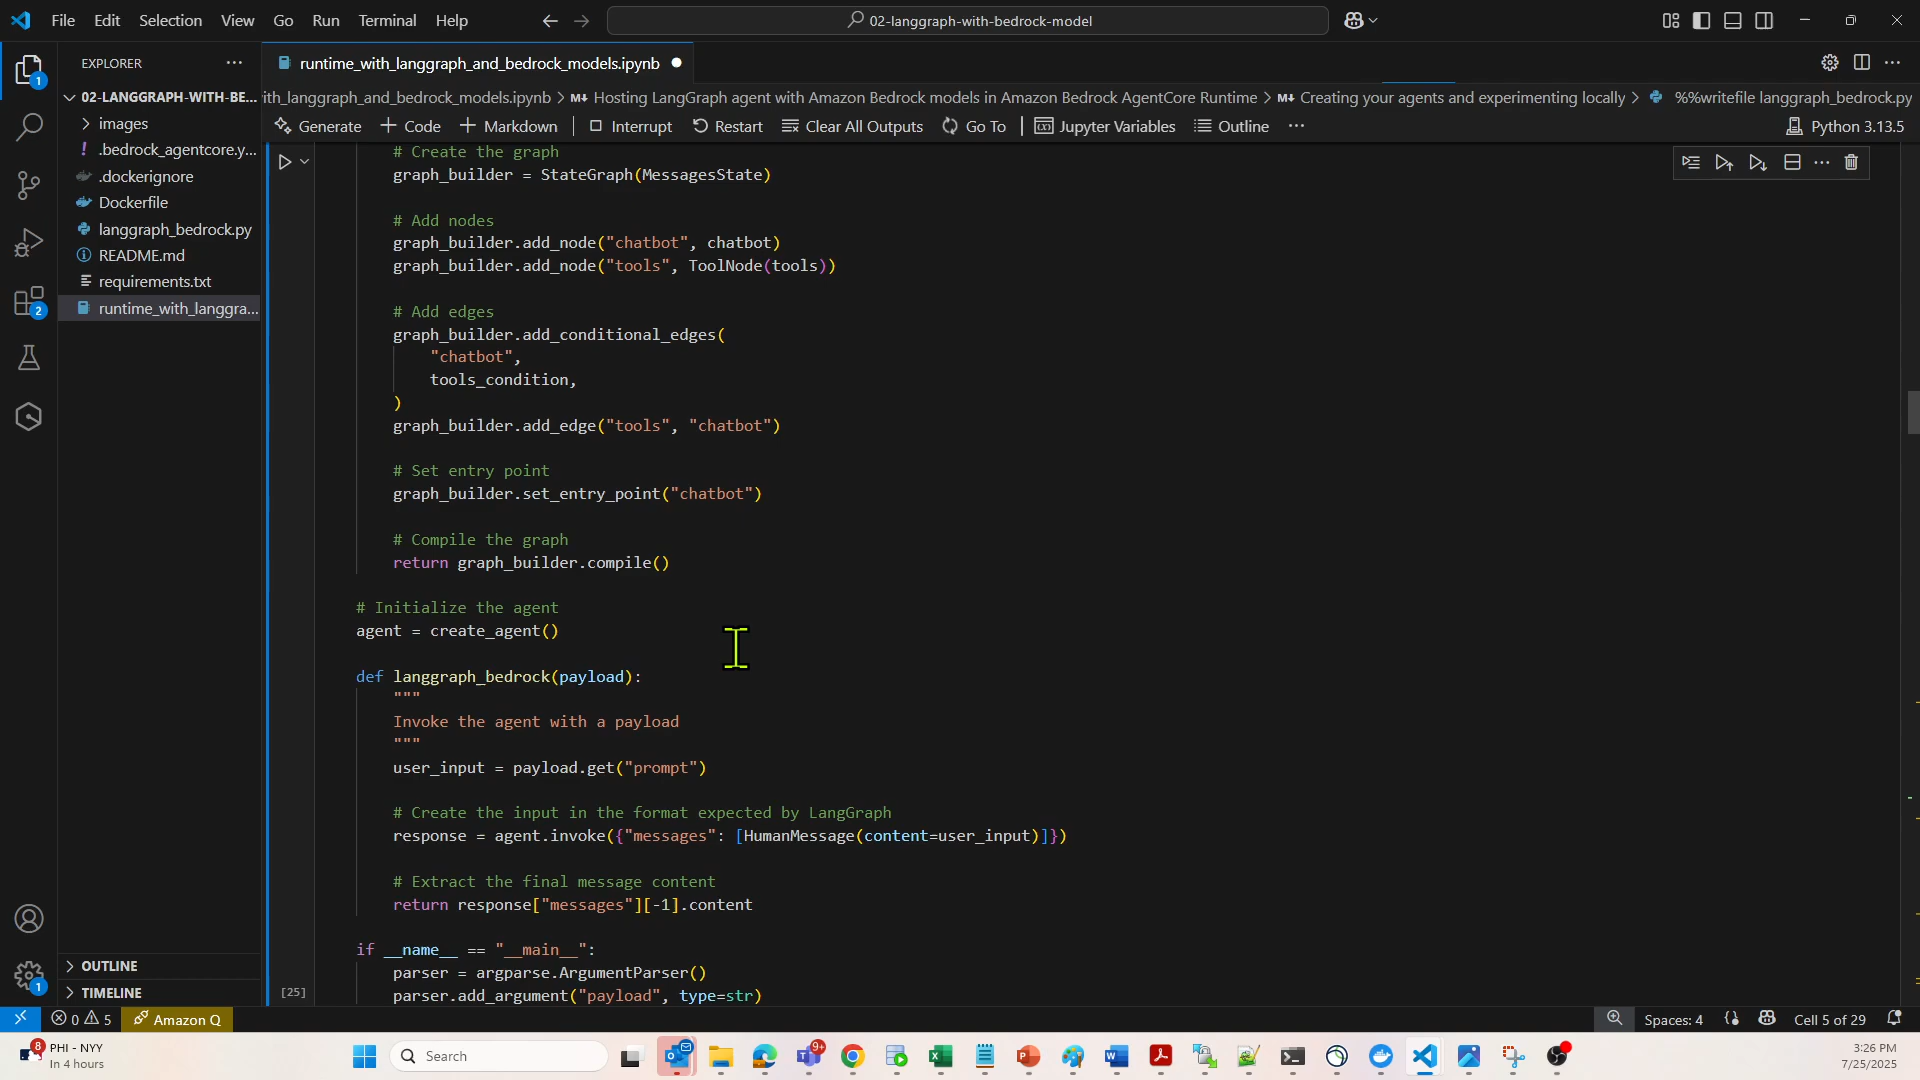 File Edit Selection View Go Run Terminal Help
02-langgraph-with-bedrock-model
EXPLORER
runtime_with_langgraph_and_bedrock_models.ipynb
02-LANGGRAPH-WITH-BE...
ith_langgraph_and_bedrock_models.ipynb > M↓ Hosting LangGraph agent with Amazon Bedrock models in Amazon Bedrock AgentCore Runtime > M↓ Creating your agents and experimenting locally > %%writefile langgraph_bedrock.py
Generate + Code + Markdown Interrupt Restart Clear All Outputs Go To Jupyter Variables Outline ... Python 3.13.5
images
! .bedrock_agentcore.y...
.dockerignore
Dockerfile
langgraph_bedrock.py
README.md
requirements.txt
runtime_with_langgra...
1
2
# Create the graph
graph_builder = StateGraph(MessagesState)
# Add nodes
graph_builder.add_node("chatbot", chatbot)
graph_builder.add_node("tools", ToolNode(tools))
# Add edges
graph_builder.add_conditional_edges(
"chatbot",
tools_condition,
)
graph_builder.add_edge("tools", "chatbot")
# Set entry point
graph_builder.set_entry_point("chatbot")
# Compile the graph
return graph_builder.compile()
# Initialize the agent
agent = create_agent()
def langgraph_bedrock(payload):
"""
Invoke the agent with a payload
"""
user_input = payload.get("prompt")
# Create the input in the format expected by LangGraph
response = agent.invoke({"messages": [HumanMessage(content=user_input)]})
# Extract the final message content
return response["messages"][-1].content
if __name__ == "__main__":
parser = argparse.ArgumentParser()
parser.add_argument("payload", type=str)
[25]
OUTLINE
TIMELINE
1
0 5 Amazon Q
Spaces: 4 Cell 5 of 29
8
PHI - NYY
In 4 hours
Search
9+
3:26 PM
7/25/2025